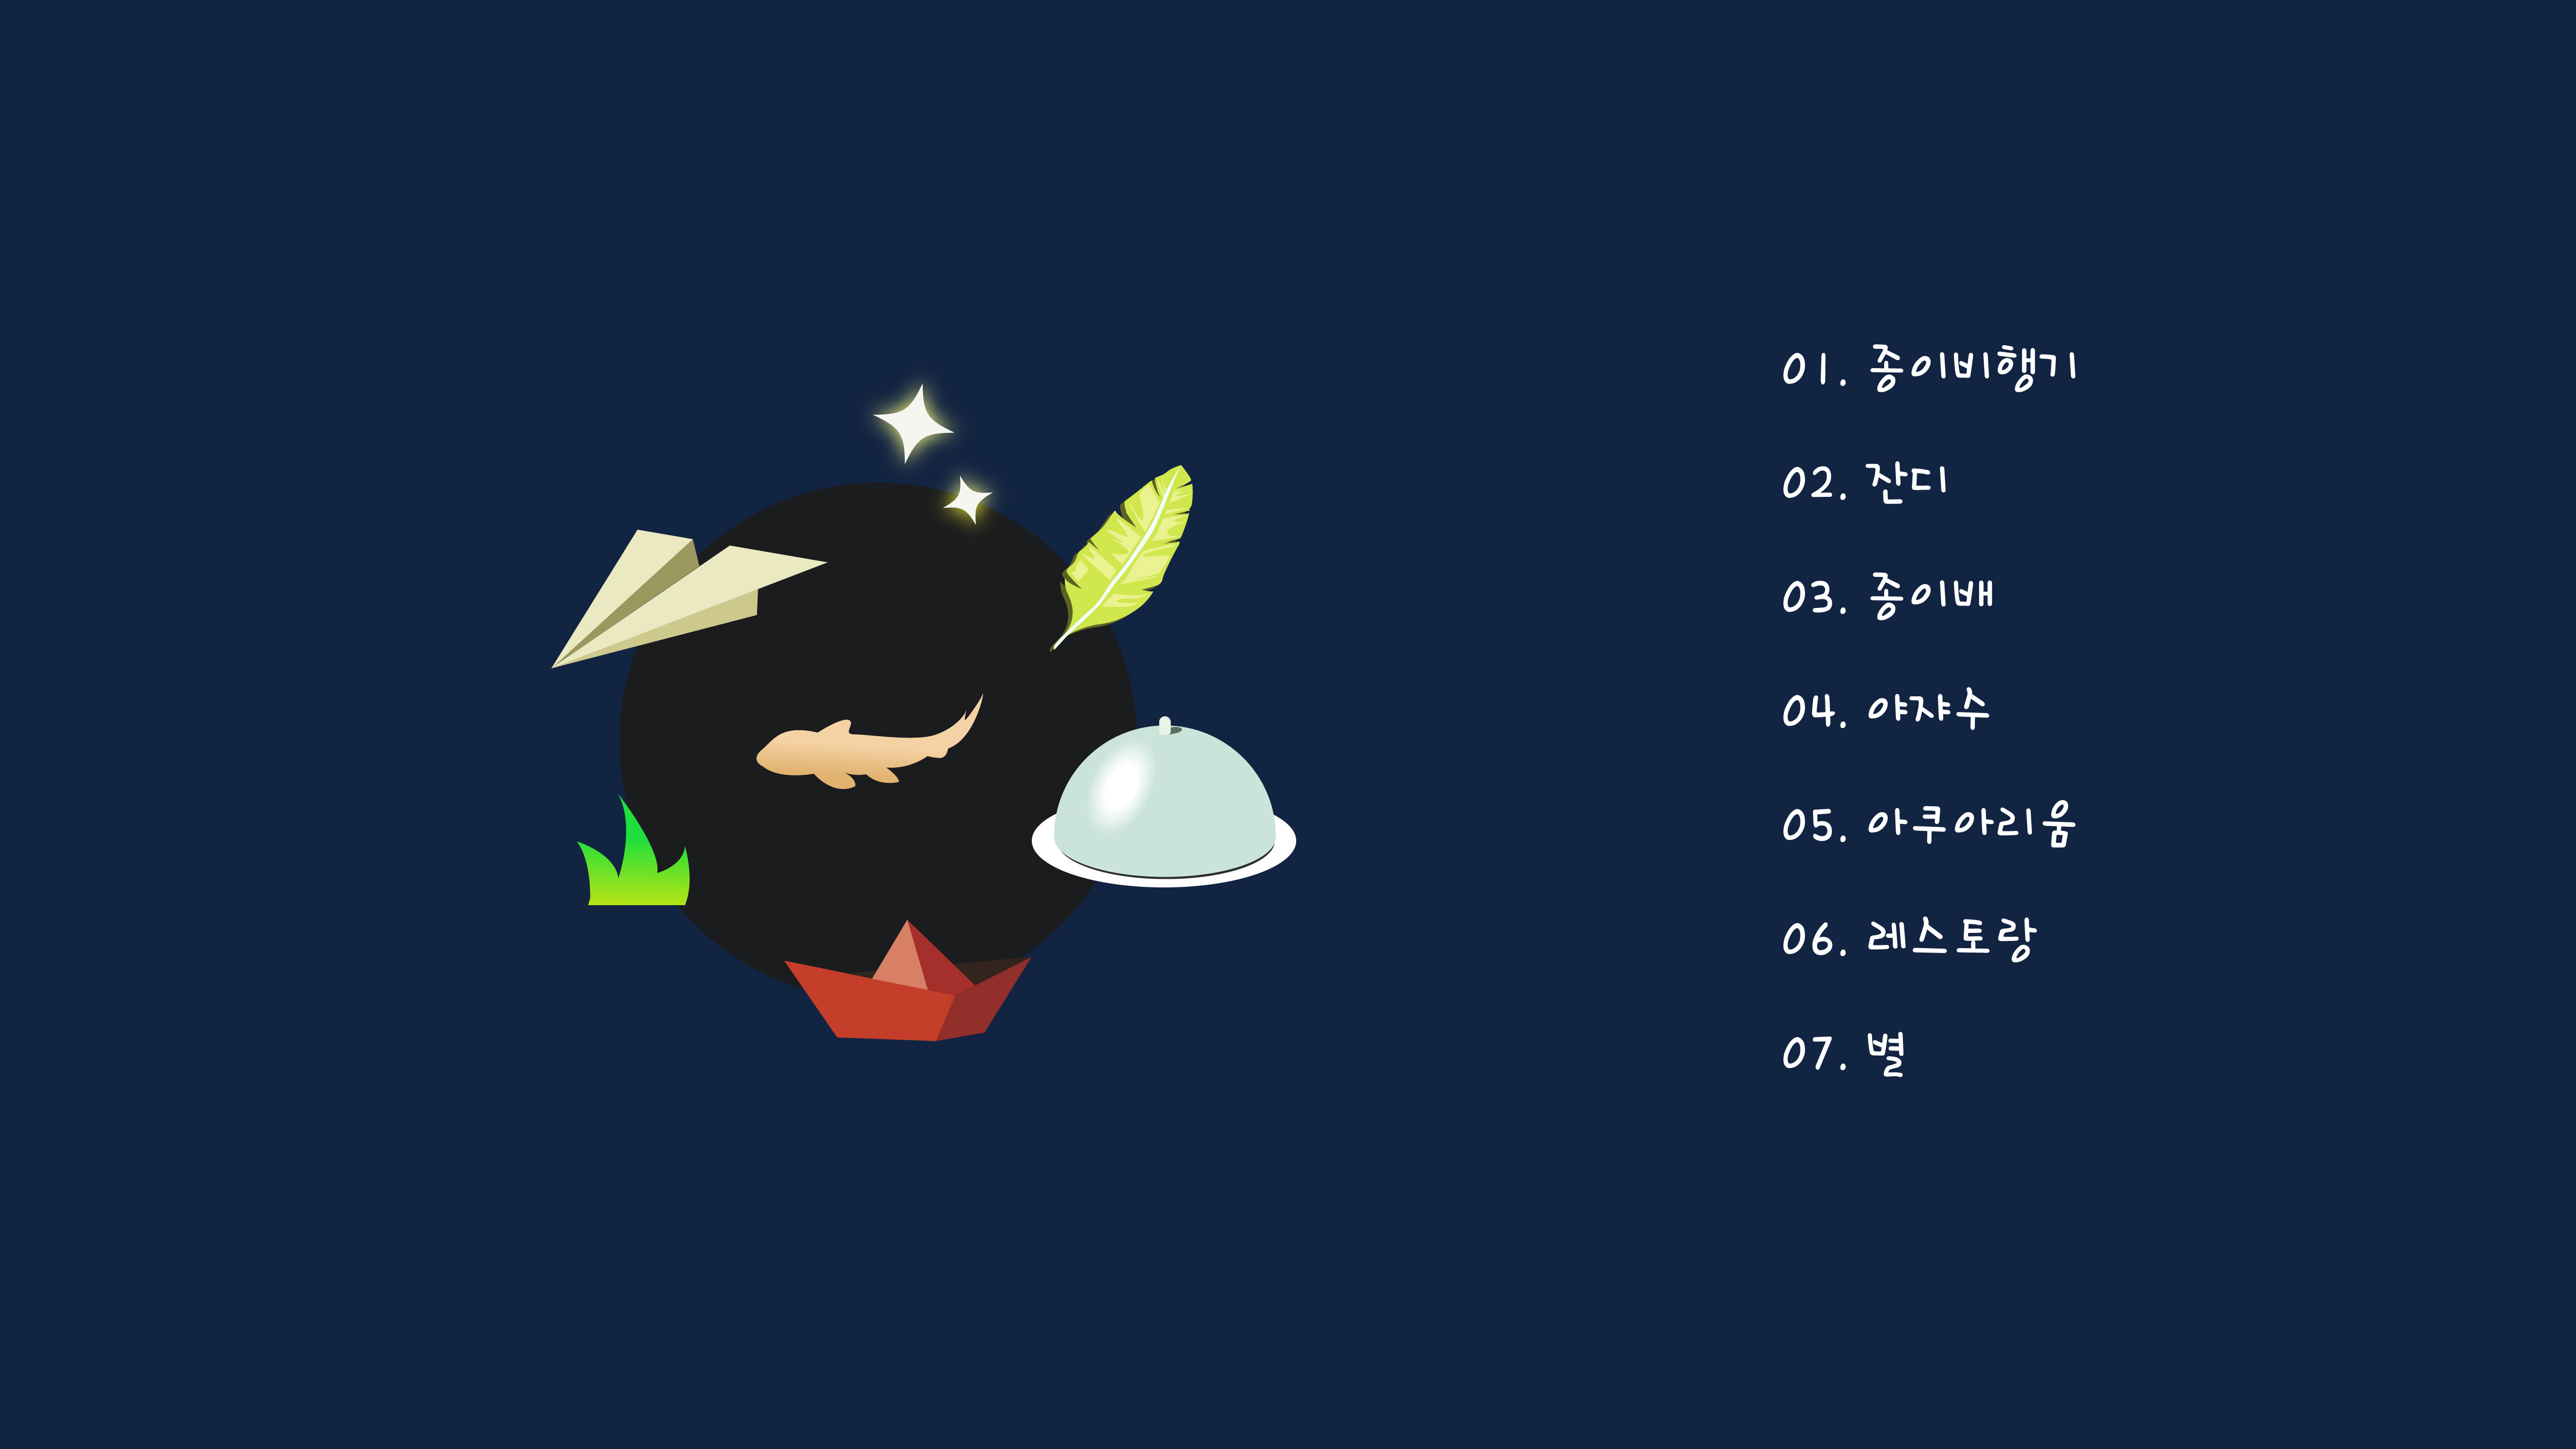 01. 종이비행기
02. 잔디
03. 종이배
04. 야쟈수
05. 아쿠아리움
06. 레스토랑
07. 별